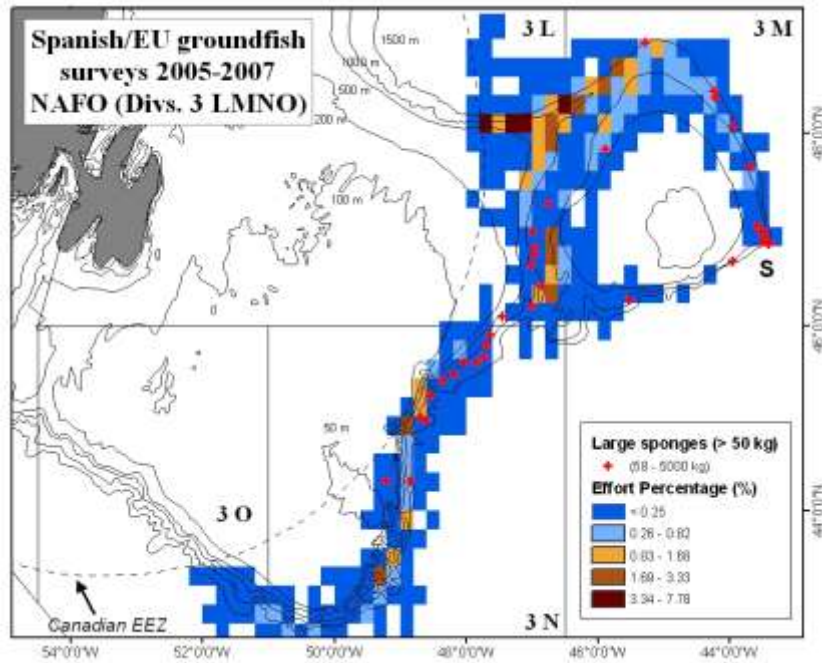 Spanish/EU groundfish
surveys 2005-2007
NAFO (Divs. 3 LMNO)
1500 m
1000 m
500 m
200 m
100 m
50 m
3 L
3 M
S
3 O
3 N
Canadian EEZ
Large sponges (> 50 kg)
(58 - 5000 kg)
Effort Percentage (%)
< 0.25
0.26 - 0.82
0.83 - 1.68
1.69 - 3.33
3.34 - 7.78
48°0'0"N
46°0'0"N
44°0'0"N
54°0'0"W 52°0'0"W 50°0'0"W 48°0'0"W 46°0'0"W 44°0'0"W